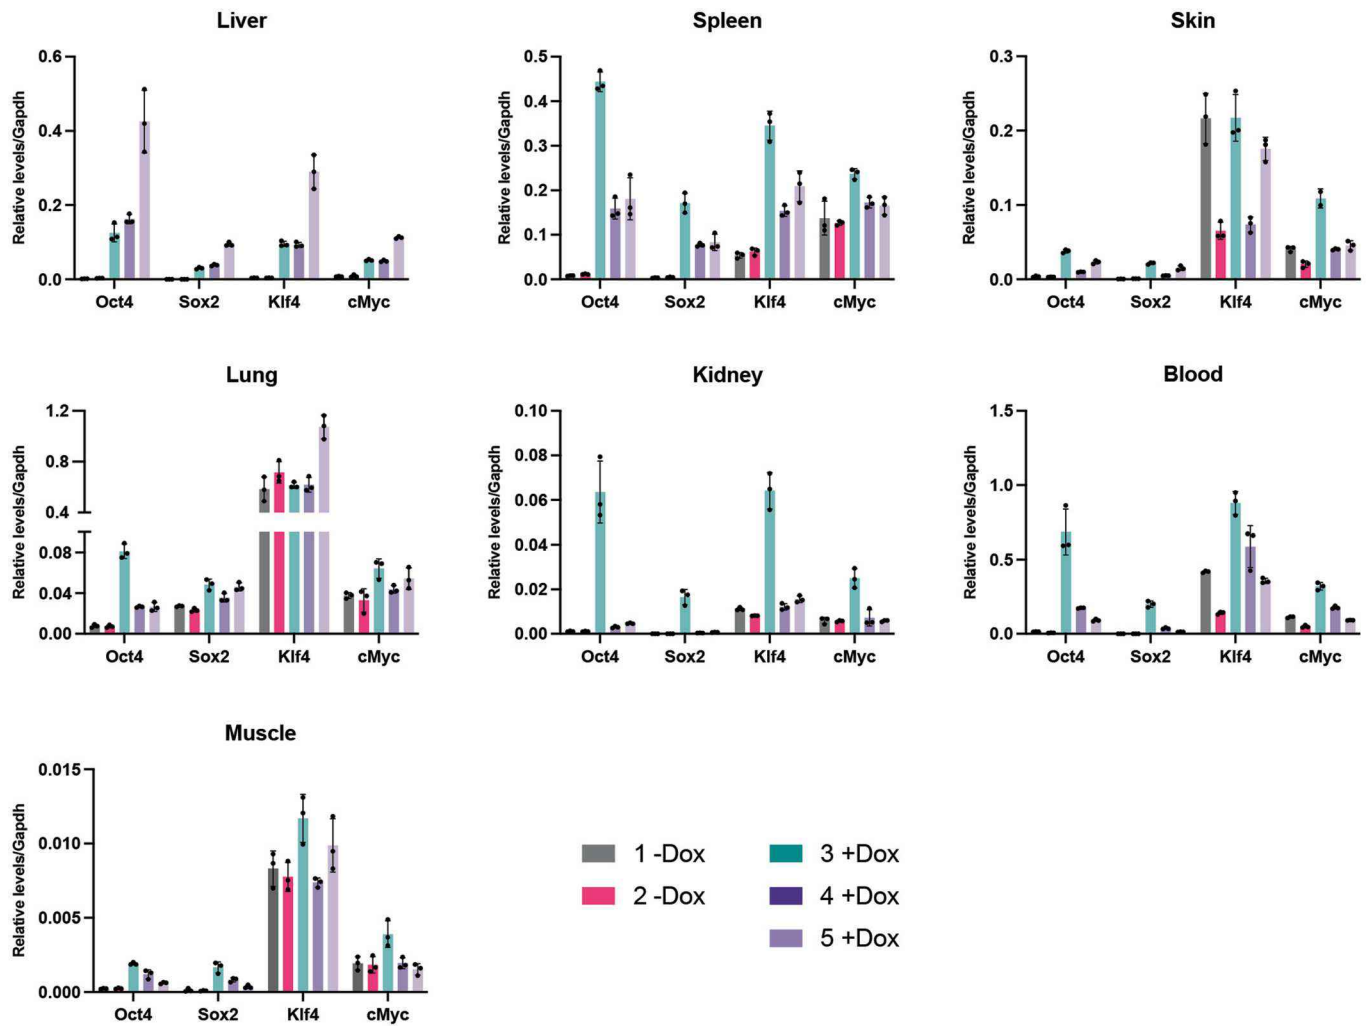 Liver
Relative levels/Gapdh
0.6
0.4
0.2
0.0
Oct4 Sox2 Klf4 cMyc
Spleen
Relative levels/Gapdh
0.5
0.4
0.3
0.2
0.1
0.0
Oct4 Sox2 Klf4 cMyc
Skin
Relative levels/Gapdh
0.3
0.2
0.1
0.0
Oct4 Sox2 Klf4 cMyc
Lung
Relative levels/Gapdh
1.2
0.8
0.4
0.08
0.04
0.00
Oct4 Sox2 Klf4 cMyc
Kidney
Relative levels/Gapdh
0.10
0.08
0.06
0.04
0.02
0.00
Oct4 Sox2 Klf4 cMyc
Blood
Relative levels/Gapdh
1.5
1.0
0.5
0.0
Oct4 Sox2 Klf4 cMyc
Muscle
Relative levels/Gapdh
0.015
0.010
0.005
0.000
Oct4 Sox2 Klf4 cMyc
1 -Dox
2 -Dox
3 +Dox
4 +Dox
5 +Dox